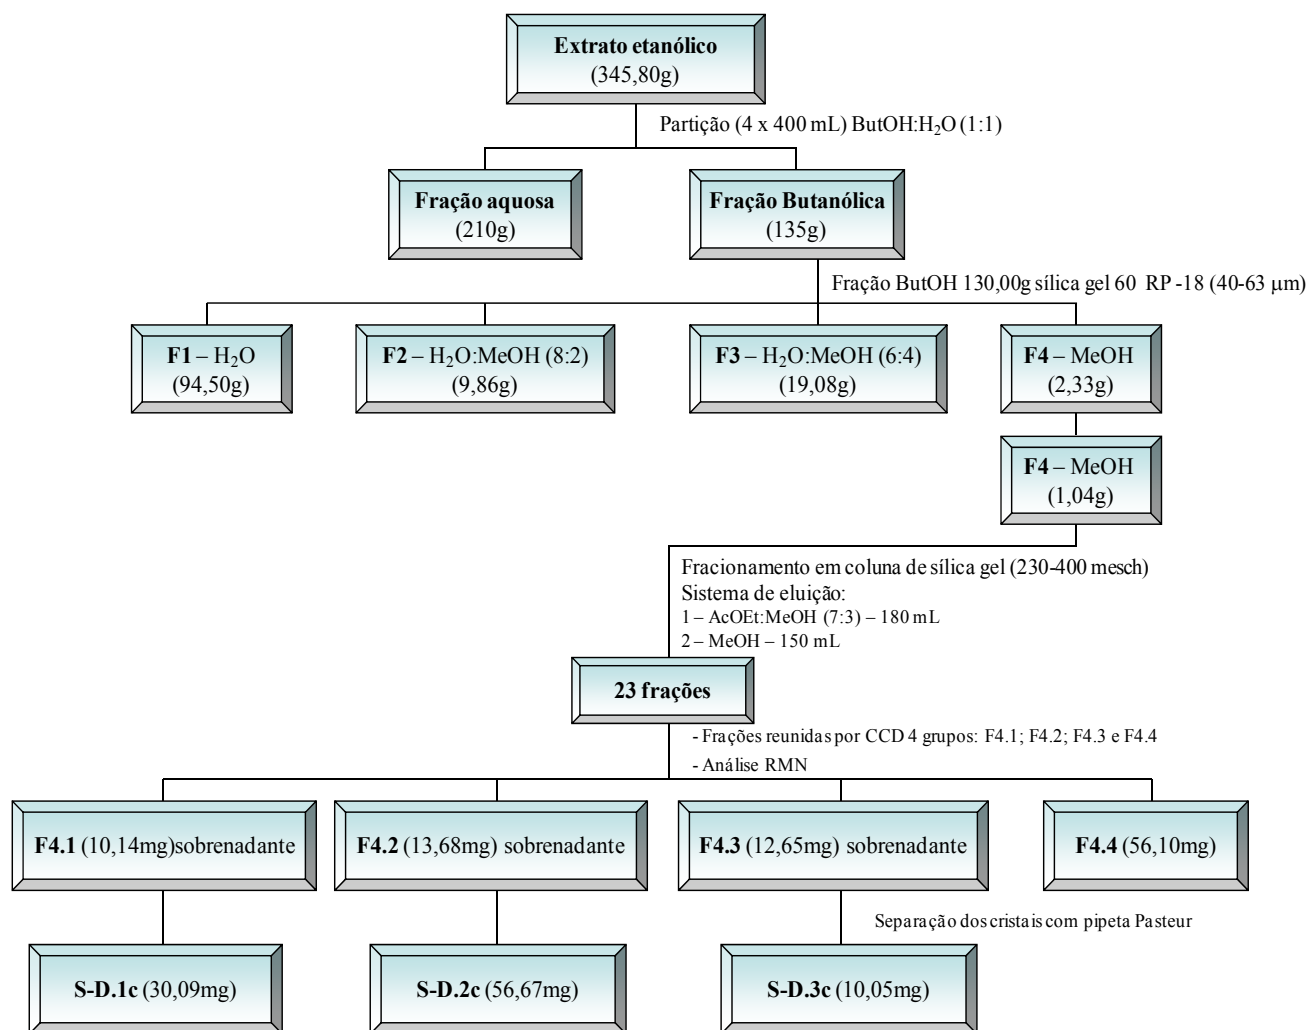 Extrato etanólico
(345,80g)
Partição (4 x 400 mL) ButOH:H₂O (1:1)
Fração aquosa
(210g)
Fração Butanólica
(135g)
Fração ButOH 130,00g sílica gel 60 RP -18 (40-63 μm)
F1 – H₂O
(94,50g)
F2 – H₂O:MeOH (8:2)
(9,86g)
F3 – H₂O:MeOH (6:4)
(19,08g)
F4 – MeOH
(2,33g)
F4 – MeOH
(1,04g)
Fracionamento em coluna de sílica gel (230-400 mesch)
Sistema de eluição:
1 – AcOEt:MeOH (7:3) – 180 mL
2 – MeOH – 150 mL
23 frações
- Frações reunidas por CCD 4 grupos: F4.1; F4.2; F4.3 e F4.4
- Análise RMN
F4.1 (10,14mg)sobrenadante
F4.2 (13,68mg) sobrenadante
F4.3 (12,65mg) sobrenadante
F4.4 (56,10mg)
Separação dos cristais com pipeta Pasteur
S-D.1c (30,09mg)
S-D.2c (56,67mg)
S-D.3c (10,05mg)